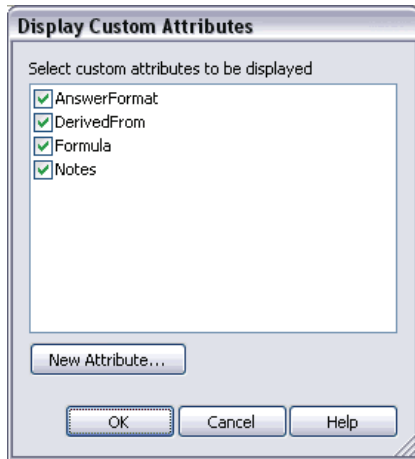 Display Custom Attributes
Select custom attributes to be displayed
AnswerFormat
DerivedFrom
Formula
Notes
New Attribute...
OK Cancel Help